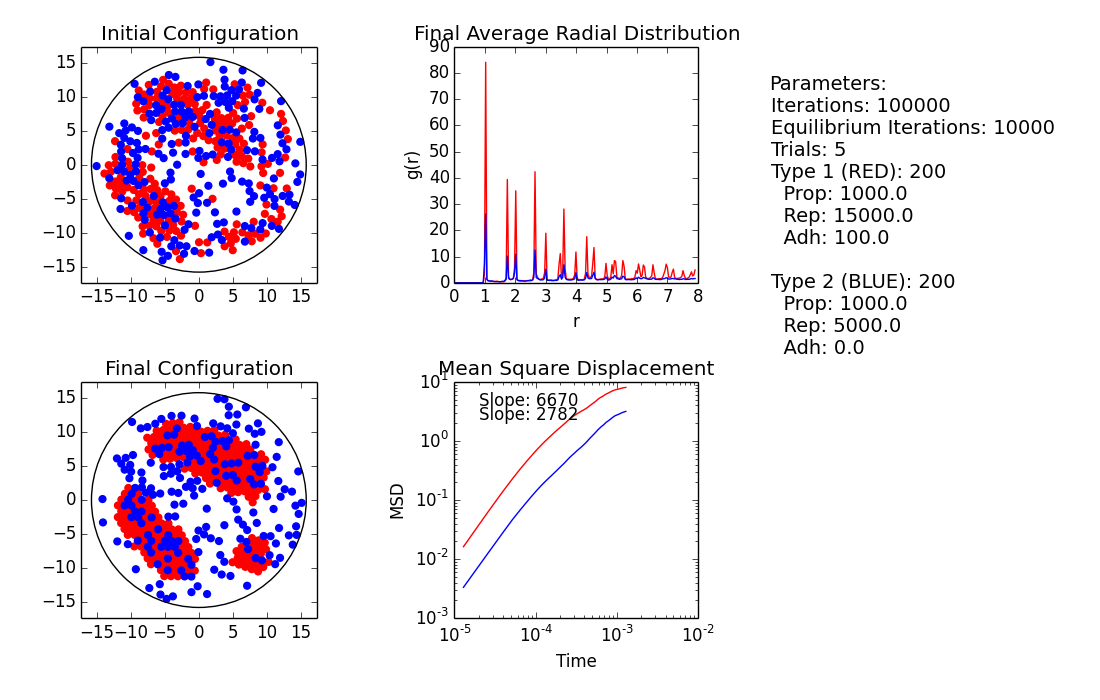 Initial Configuration
15
10
5
0
−5
−10
−15
−15 −10 −5 0 5 10 15
Final Average Radial Distribution
90
80
70
60
50
40
30
20
10
0
g(r)
0 1 2 3 4 5 6 7 8
r
Parameters:
Iterations: 100000
Equilibrium Iterations: 10000
Trials: 5
Type 1 (RED): 200
Prop: 1000.0
Rep: 15000.0
Adh: 100.0
Type 2 (BLUE): 200
Prop: 1000.0
Rep: 5000.0
Adh: 0.0
Final Configuration
15
10
5
0
−5
−10
−15
−15 −10 −5 0 5 10 15
Mean Square Displacement
10^1
10^0
10^-1
10^-2
10^-3
MSD
Slope: 6670
Slope: 2782
10^-5 10^-4 10^-3 10^-2
Time